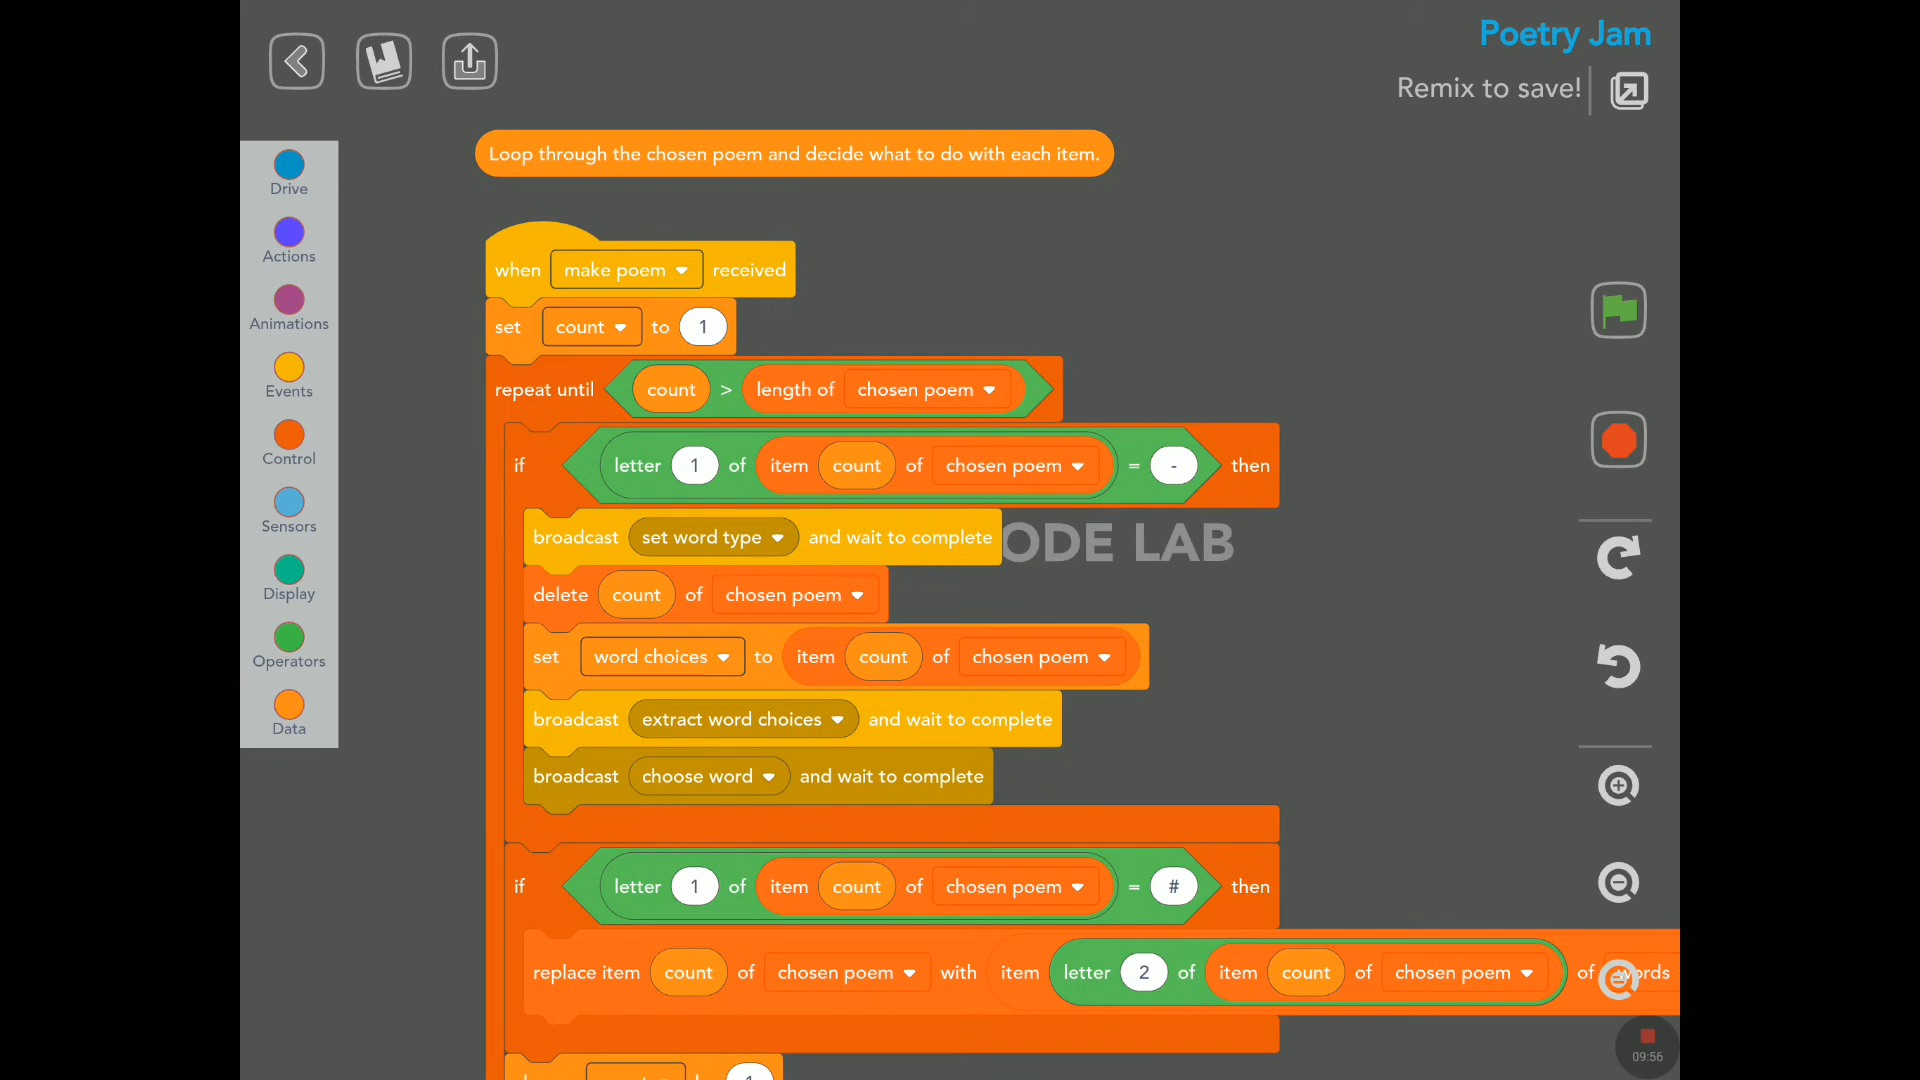 Poetry Jam
Remix to save!
Loop through the chosen poem and decide what to do with each item.
Drive
Actions
Animations
Events
Control
Sensors
Display
Operators
Data
when make poem received
set count to 1
repeat until count > length of chosen poem
if letter 1 of item count of chosen poem = - then
broadcast set word type and wait to complete
ODE LAB
delete count of chosen poem
set word choices to item count of chosen poem
broadcast extract word choices and wait to complete
broadcast choose word and wait to complete
if letter 1 of item count of chosen poem = # then
replace item count of chosen poem with item letter 2 of item count of chosen poem of words
09:56